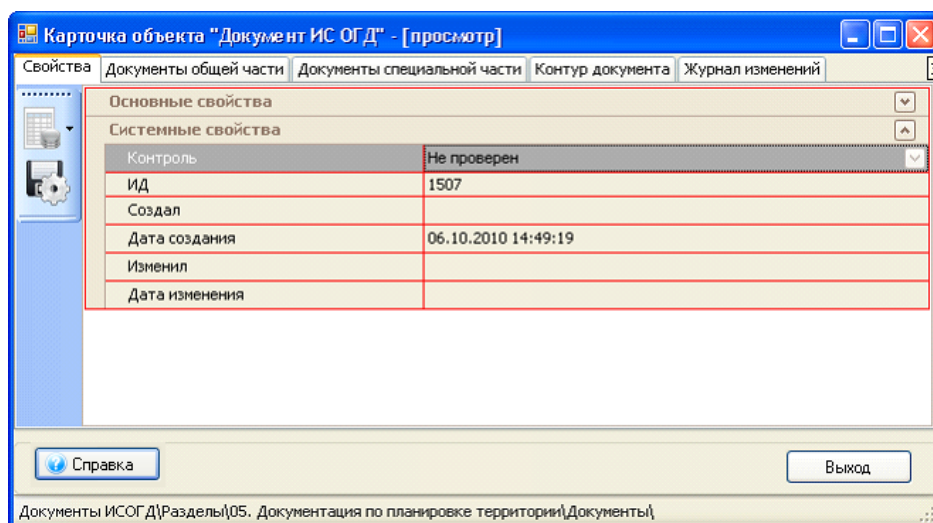 Карточка объекта "Документ ИС ОГД" - [просмотр]
Свойства Документы общей части Документы специальной части Контур документа Журнал изменений
Основные свойства
Системные свойства
Контроль Не проверен
ИД 1507
Создал
Дата создания 06.10.2010 14:49:19
Изменил
Дата изменения
Справка Выход
Документы ИСОГД\Разделы\05. Документация по планировке территории\Документы\